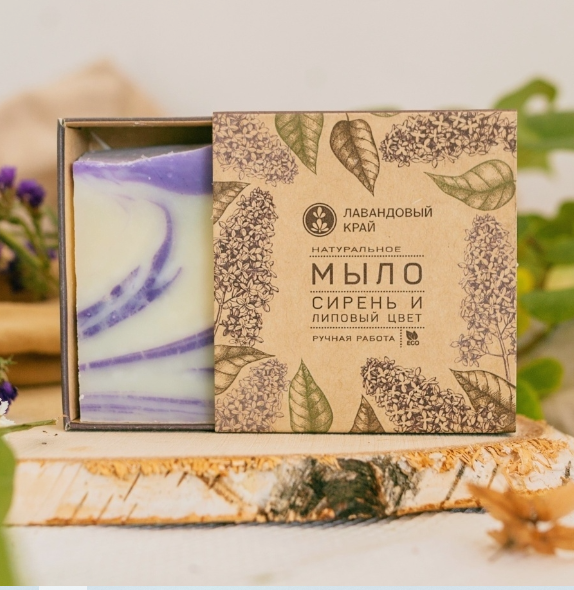 ЛАВАНДОВЫЙ
КРАЙ
НАТУРАЛЬНОЕ
МЫЛО
СИРЕНЬ И
ЛИПОВЫЙ ЦВЕТ
РУЧНАЯ РАБОТА ECO